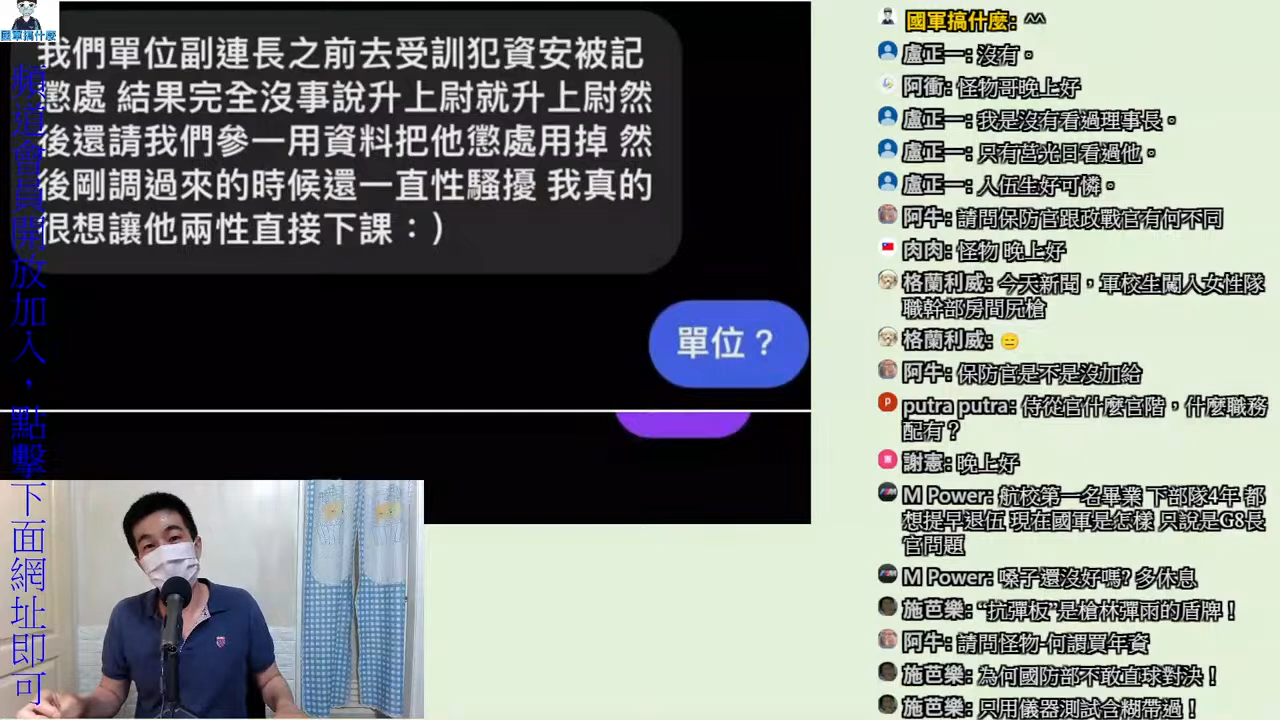 國軍搞什麼
頻道會員開放加入，點擊下面網址即可
我們單位副連長之前去受訓犯資安被記
懲處 結果完全沒事說升上尉就升上尉然
後還請我們參一用資料把他懲處用掉 然
後剛調過來的時候還一直性騷擾 我真的
很想讓他兩性直接下課：）
單位？
國軍搞什麼: ^^
盧正一: 沒有。
阿衝: 怪物哥晚上好
盧正一: 我是沒有看過理事長。
盧正一: 只有莒光日看過他。
盧正一: 人伍生好可憐。
阿牛: 請問保防官跟政戰官有何不同
肉肉: 怪物 晚上好
格蘭利威: 今天新聞，軍校生闖人女性隊
職幹部房間尻槍
格蘭利威: 😑
阿牛: 保防官是不是沒加給
putra putra: 侍從官什麼官階，什麼職務
配有？
謝憲: 晚上好
M Power: 航校第一名畢業 下部隊4年 都
想提早退伍 現在國軍是怎樣 只說是G8長
官問題
M Power: 嗓子還沒好嗎? 多休息
施芭樂: “抗彈板”是槍林彈雨的盾牌！
阿牛: 請問怪物-何謂買年資
施芭樂: 為何國防部不敢直球對決！
施芭樂: 只用儀器測試含糊帶過！